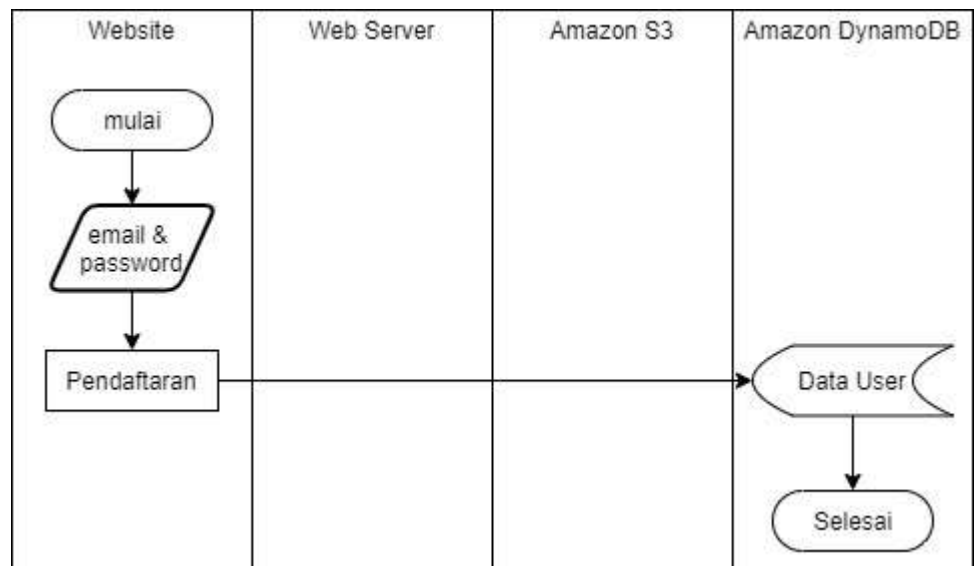 Website
Web Server
Amazon S3
Amazon DynamoDB
mulai
email &
password
Pendaftaran
Data User
Selesai